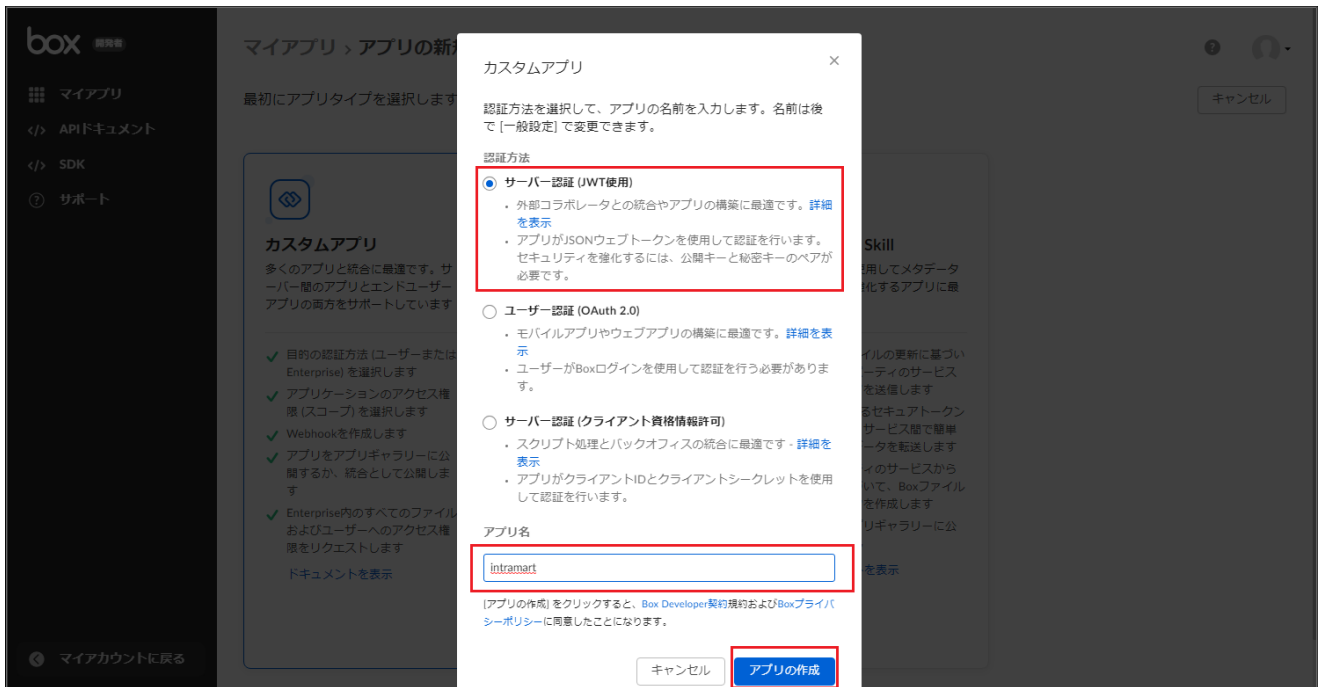 box 開発者
マイアプリ
APIドキュメント
SDK
サポート
マイアカウントに戻る
マイアプリ › アプリの新
最初にアプリタイプを選択します
キャンセル
カスタムアプリ
多くのアプリと統合に最適です。サ
ーバー間のアプリとエンドユーザー
アプリの両方をサポートしています
目的の認証方法 (ユーザーまたは
Enterprise) を選択します
アプリケーションのアクセス権
限 (スコープ) を選択します
Webhookを作成します
アプリをアプリギャラリーに公
開するか、統合として公開しま
す
Enterprise内のすべてのファイル
およびユーザーへのアクセス権
限をリクエストします
ドキュメントを表示
カスタムアプリ
×
認証方法を選択して、アプリの名前を入力します。名前は後
で [一般設定] で変更できます。
認証方法
サーバー認証 (JWT使用)
・外部コラボレータとの統合やアプリの構築に最適です。詳細
を表示
・アプリがJSONウェブトークンを使用して認証を行います。
セキュリティを強化するには、公開キーと秘密キーのペアが
必要です。
ユーザー認証 (OAuth 2.0)
・モバイルアプリやウェブアプリの構築に最適です。詳細を表
示
・ユーザーがBoxログインを使用して認証を行う必要がありま
す。
サーバー認証 (クライアント資格情報許可)
・スクリプト処理とバックオフィスの統合に最適です - 詳細を
表示
・アプリがクライアントIDとクライアントシークレットを使用
して認証を行います。
アプリ名
intramart
[アプリの作成] をクリックすると、Box Developer契約規約およびBoxプライバ
シーポリシーに同意したことになります。
キャンセル
アプリの作成
Skill
用してメタデータ
化するアプリに最
イルの更新に基づい
ーティのサービス
を送信します
るセキュアトークン
サービス間で簡単
ータを転送します
ィのサービスから
いて、Boxファイル
を作成します
リギャラリーに公
を表示